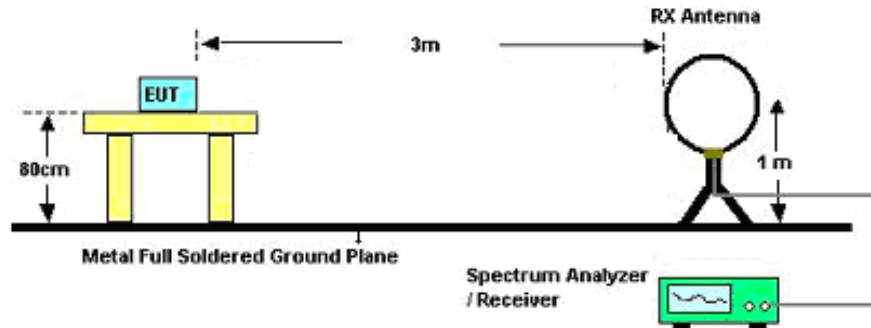 RX Antenna
3m
EUT
80cm
1 m
Metal Full Soldered Ground Plane
Spectrum Analyzer
/ Receiver